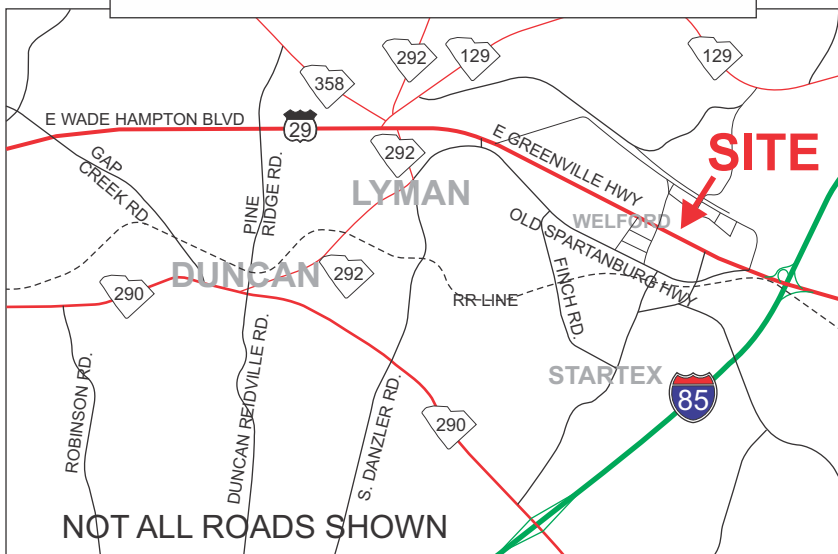 292
129
129
358
E WADE HAMPTON BLVD
29
E GREENVILLE HWY
SITE
292
GAP
CREEK RD.
PINE
RIDGE RD.
LYMAN
WELFORD
OLD SPARTANBURG HWY
DUNCAN
292
290
RR LINE
FINCH RD.
STARTEX
85
ROBINSON RD.
DUNCAN REIDVILLE RD.
S. DANZLER RD.
290
NOT ALL ROADS SHOWN